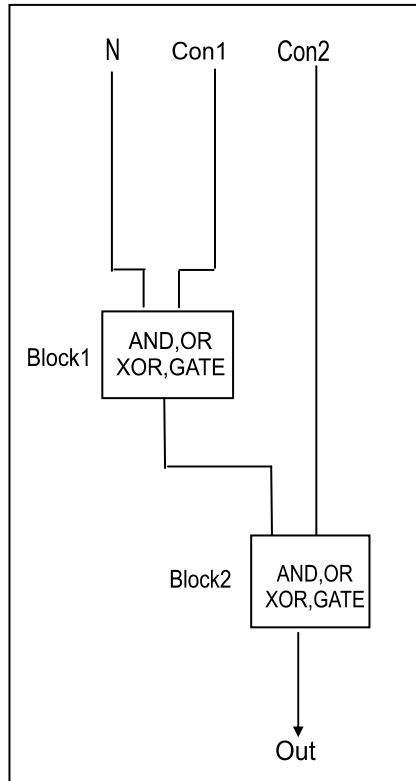 N Con1 Con2
Block1
AND,OR
XOR,GATE
Block2
AND,OR
XOR,GATE
Out